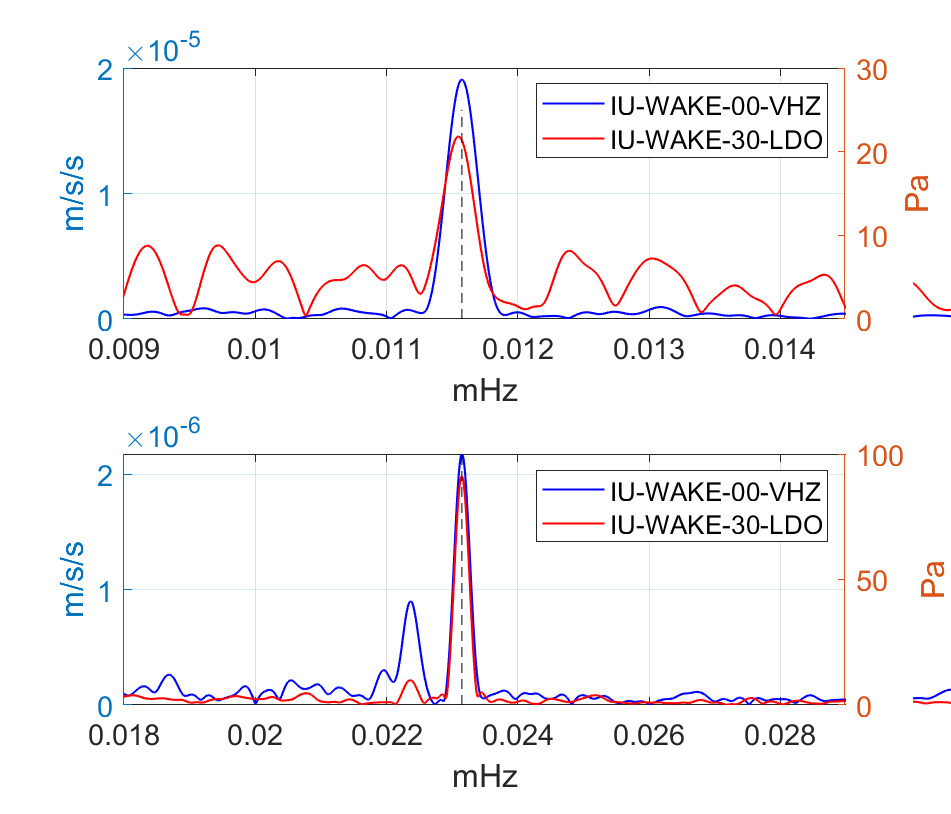 ×10^-5
2
1
0
m/s/s
30
20
10
0
Pa
IU-WAKE-00-VHZ
IU-WAKE-30-LDO
0.009 0.01 0.011 0.012 0.013 0.014
mHz
×10^-6
2
1
0
m/s/s
100
50
0
Pa
IU-WAKE-00-VHZ
IU-WAKE-30-LDO
0.018 0.02 0.022 0.024 0.026 0.028
mHz